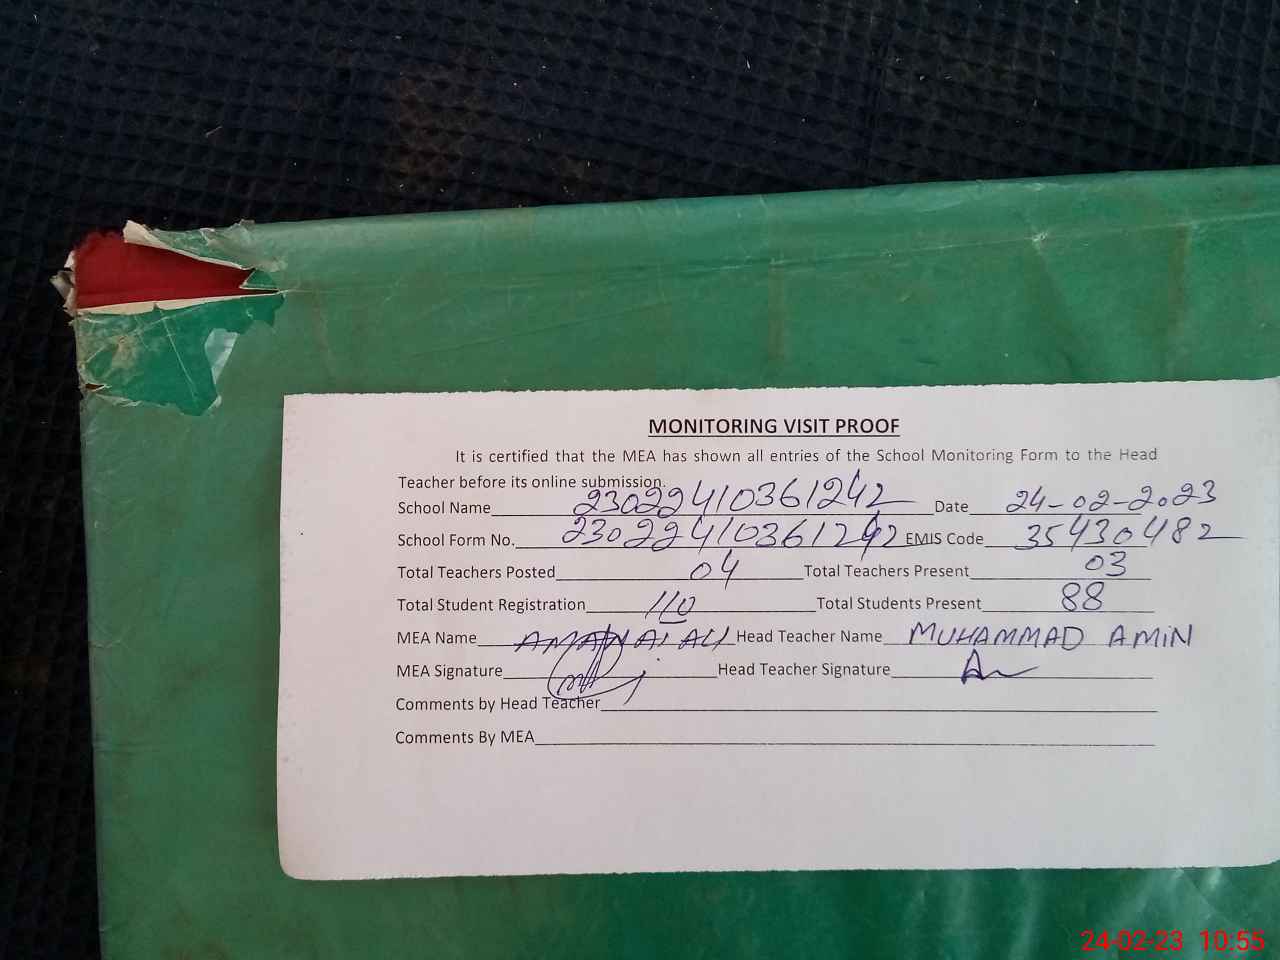 MONITORING VISIT PROOF
It is certified that the MEA has shown all entries of the School Monitoring Form to the Head
Teacher before its online submission.
School Name 230224410361242 Date 24-02-2023
School Form No. 230224410361242 EMIS Code 35430482
Total Teachers Posted 04 Total Teachers Present 03
Total Student Registration 110 Total Students Present 88
MEA Name ALI Head Teacher Name MUHAMMAD AMIN
MEA Signature Head Teacher Signature
Comments by Head Teacher
Comments By MEA
24-02-23 10:55